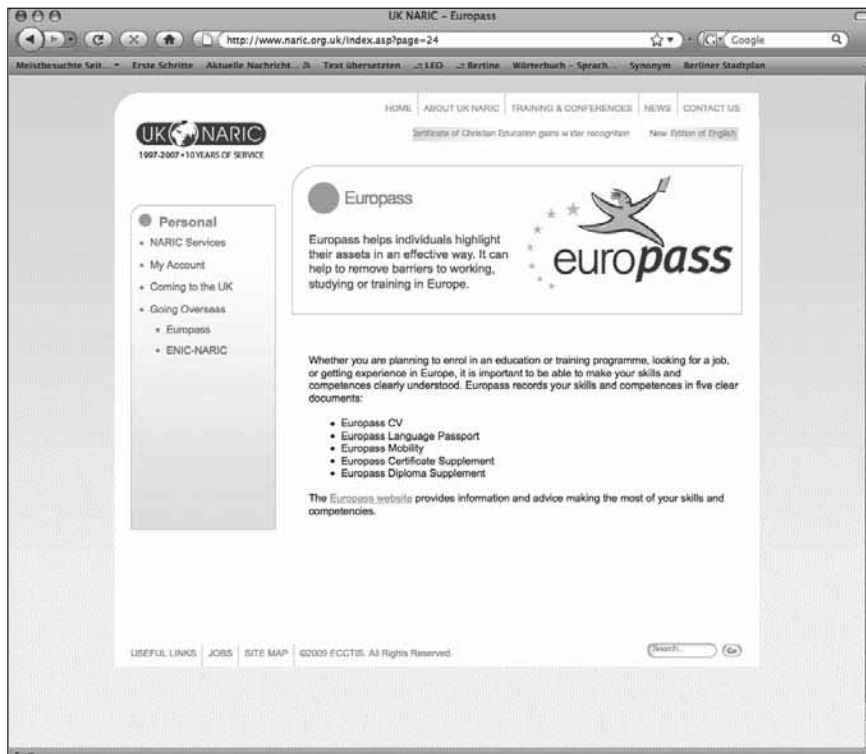 UK NARIC – Europass
http://www.naric.org.uk/index.asp?page=24
Google
Meistbesuchte Seit... Erste Schritte Aktuelle Nachricht... Text übersetzen ...::LEO ...::Bertine Wörterbuch – Sprach... Synonym Berliner Stadtplan
HOME ABOUT UK NARIC TRAINING & CONFERENCES NEWS CONTACT US
UK NARIC
1997-2007 • 10 YEARS OF SERVICE
Certificate of Christian Education gains wider recognition New Edition of English
Europass
Europass helps individuals highlight
their assets in an effective way. It can
help to remove barriers to working,
studying or training in Europe.
europass
Personal
• NARIC Services
• My Account
• Coming to the UK
• Going Overseas
• Europass
• ENIC-NARIC
Whether you are planning to enrol in an education or training programme, looking for a job,
or getting experience in Europe, it is important to be able to make your skills and
competences clearly understood. Europass records your skills and competences in five clear
documents:
• Europass CV
• Europass Language Passport
• Europass Mobility
• Europass Certificate Supplement
• Europass Diploma Supplement
The Europass website provides information and advice making the most of your skills and
competencies.
USEFUL LINKS JOBS SITE MAP ©2009 ECCTIS. All Rights Reserved.
Search...
Go